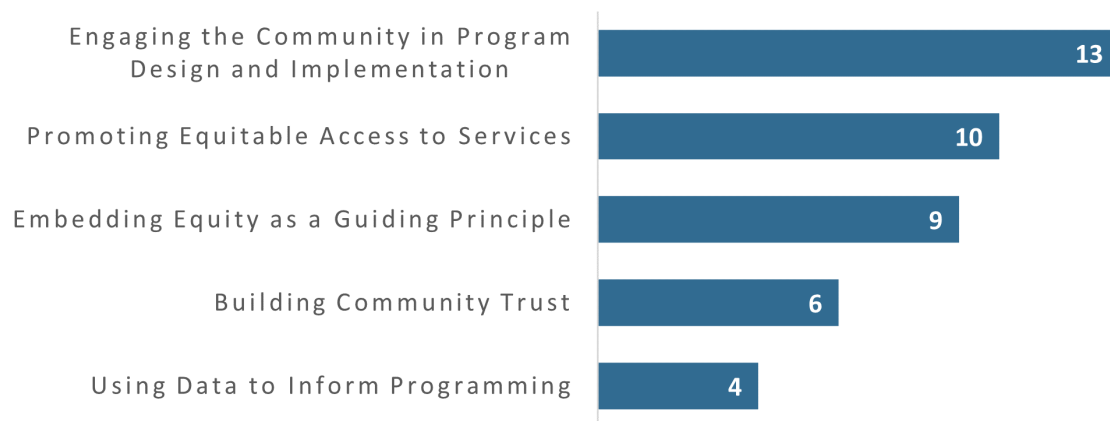 Engaging the Community in Program
Design and Implementation
13
Promoting Equitable Access to Services
10
Embedding Equity as a Guiding Principle
9
Building Community Trust
6
Using Data to Inform Programming
4